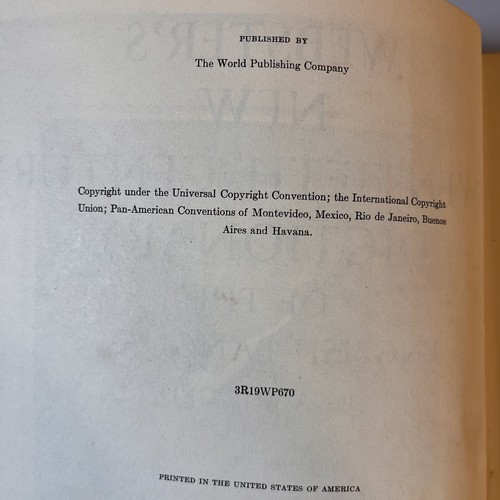 PUBLISHED BY
The World Publishing Company
Copyright under the Universal Copyright Convention; the International Copyright
Union; Pan-American Conventions of Montevideo, Mexico, Rio de Janeiro, Buenos
Aires and Havana.
3R19WP670
PRINTED IN THE UNITED STATES OF AMERICA